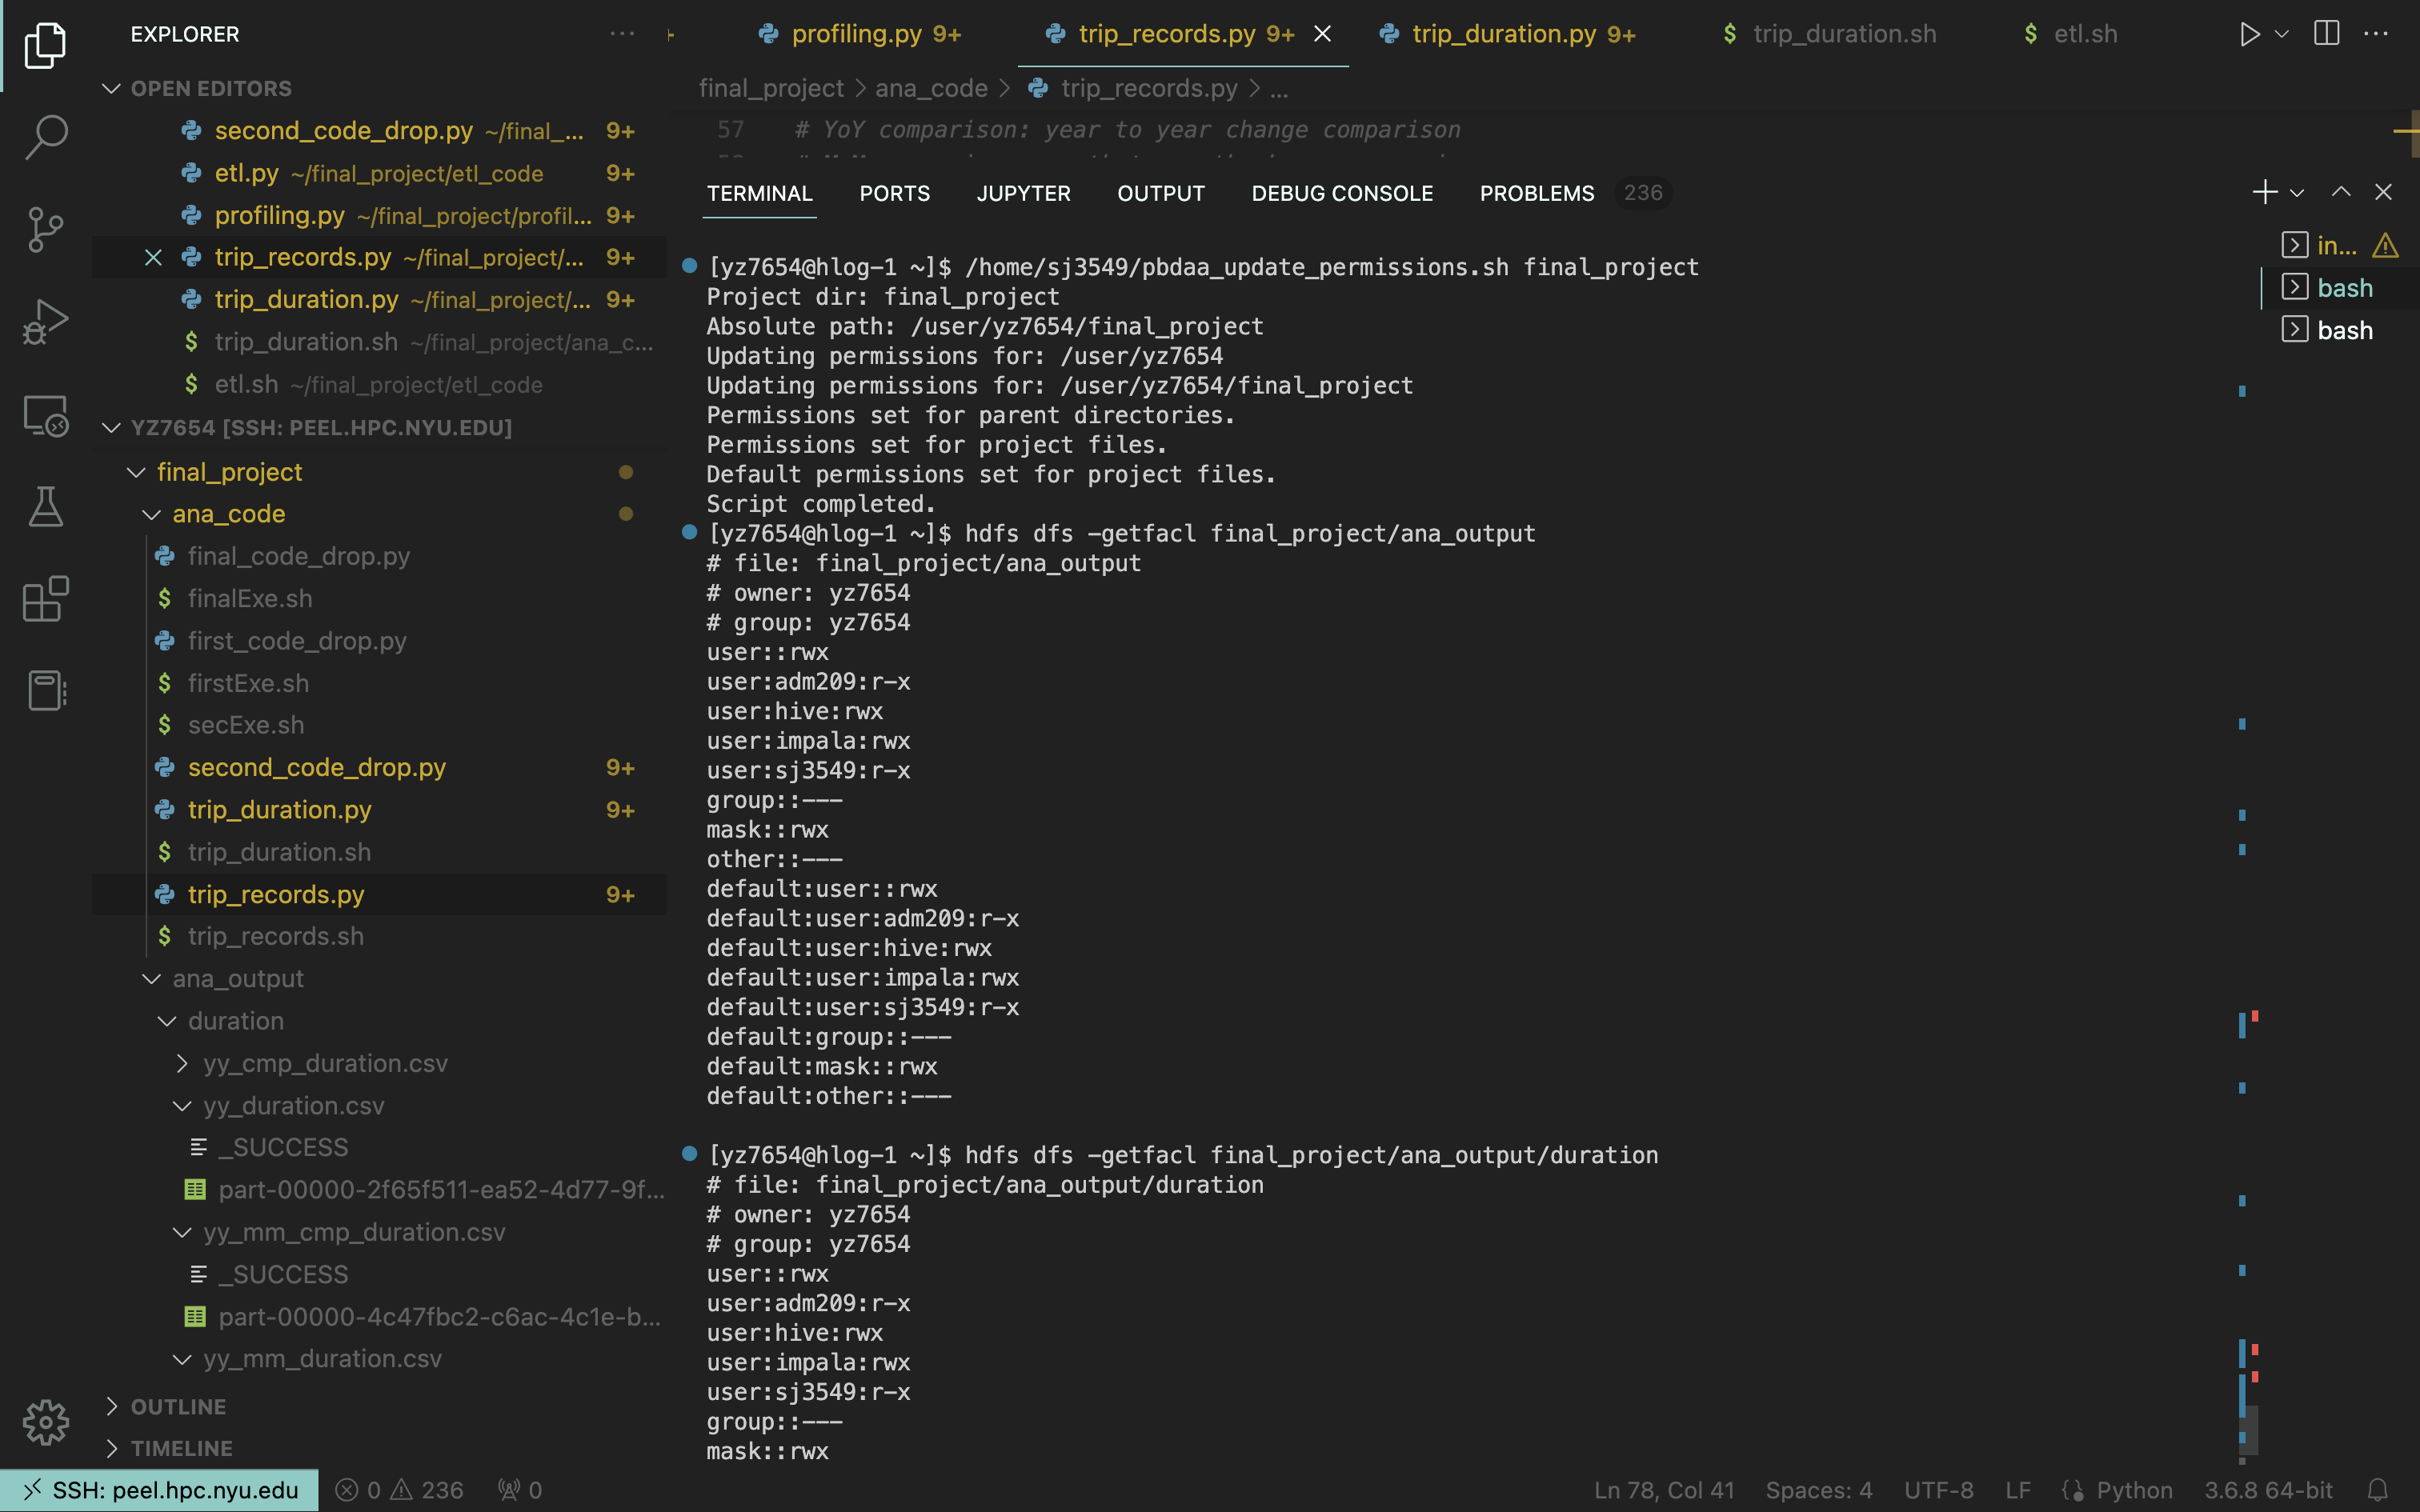 EXPLORER
OPEN EDITORS
second_code_drop.py ~/final_... 9+
etl.py ~/final_project/etl_code 9+
profiling.py ~/final_project/profil... 9+
trip_records.py ~/final_project/... 9+
trip_duration.py ~/final_project/... 9+
$ trip_duration.sh ~/final_project/ana_c...
$ etl.sh ~/final_project/etl_code
YZ7654 [SSH: PEEL.HPC.NYU.EDU]
final_project
ana_code
final_code_drop.py
$ finalExe.sh
first_code_drop.py
$ firstExe.sh
$ secExe.sh
second_code_drop.py 9+
trip_duration.py 9+
$ trip_duration.sh
trip_records.py 9+
$ trip_records.sh
ana_output
duration
yy_cmp_duration.csv
yy_duration.csv
_SUCCESS
part-00000-2f65f511-ea52-4d77-9f...
yy_mm_cmp_duration.csv
_SUCCESS
part-00000-4c47fbc2-c6ac-4c1e-b...
yy_mm_duration.csv
OUTLINE
TIMELINE
profiling.py 9+
trip_records.py 9+
trip_duration.py 9+
$ trip_duration.sh
$ etl.sh
final_project > ana_code > trip_records.py > ...
57 # YoY comparison: year to year change comparison
TERMINAL PORTS JUPYTER OUTPUT DEBUG CONSOLE PROBLEMS 236
[yz7654@hlog-1 ~]$ /home/sj3549/pbdaa_update_permissions.sh final_project
Project dir: final_project
Absolute path: /user/yz7654/final_project
Updating permissions for: /user/yz7654
Updating permissions for: /user/yz7654/final_project
Permissions set for parent directories.
Permissions set for project files.
Default permissions set for project files.
Script completed.
[yz7654@hlog-1 ~]$ hdfs dfs -getfacl final_project/ana_output
# file: final_project/ana_output
# owner: yz7654
# group: yz7654
user::rwx
user:adm209:r-x
user:hive:rwx
user:impala:rwx
user:sj3549:r-x
group::---
mask::rwx
other::---
default:user::rwx
default:user:adm209:r-x
default:user:hive:rwx
default:user:impala:rwx
default:user:sj3549:r-x
default:group::---
default:mask::rwx
default:other::---
[yz7654@hlog-1 ~]$ hdfs dfs -getfacl final_project/ana_output/duration
# file: final_project/ana_output/duration
# owner: yz7654
# group: yz7654
user::rwx
user:adm209:r-x
user:hive:rwx
user:impala:rwx
user:sj3549:r-x
group::---
mask::rwx
in...
bash
bash
SSH: peel.hpc.nyu.edu 0 236 0
Ln 78, Col 41 Spaces: 4 UTF-8 LF Python 3.6.8 64-bit